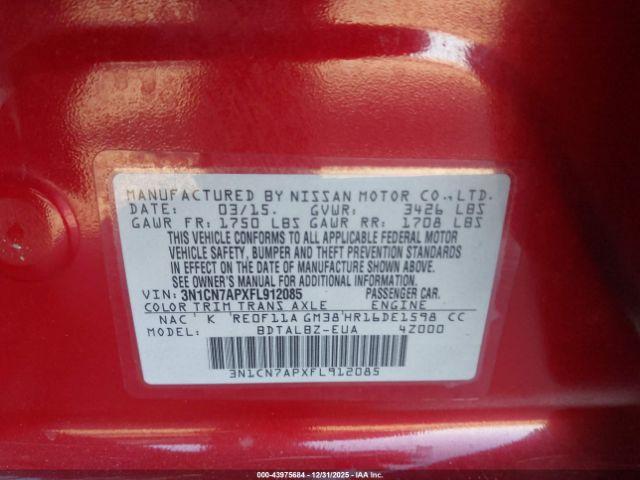 MANUFACTURED BY NISSAN MOTOR CO.,LTD.
DATE: 03/15. GVWR: 3426 LBS
GAWR FR: 1750 LBS GAWR RR: 1708 LBS
THIS VEHICLE CONFORMS TO ALL APPLICABLE FEDERAL MOTOR
VEHICLE SAFETY, BUMPER AND THEFT PREVENTION STANDARDS
IN EFFECT ON THE DATE OF MANUFACTURE SHOWN ABOVE.
SEE OWNER'S MANUAL FOR ADDITIONAL INFORMATION.
VIN: 3N1CN7APXFL912085 PASSENGER CAR.
COLOR TRIM TRANS AXLE ENGINE
NAC K RE0F11A GM38 HR16DE1598 CC
MODEL: BDTALBZ-EUA 4Z000
3N1CN7APXFL912085
000-43975684 - 12/31/2025 - IAA, Inc.